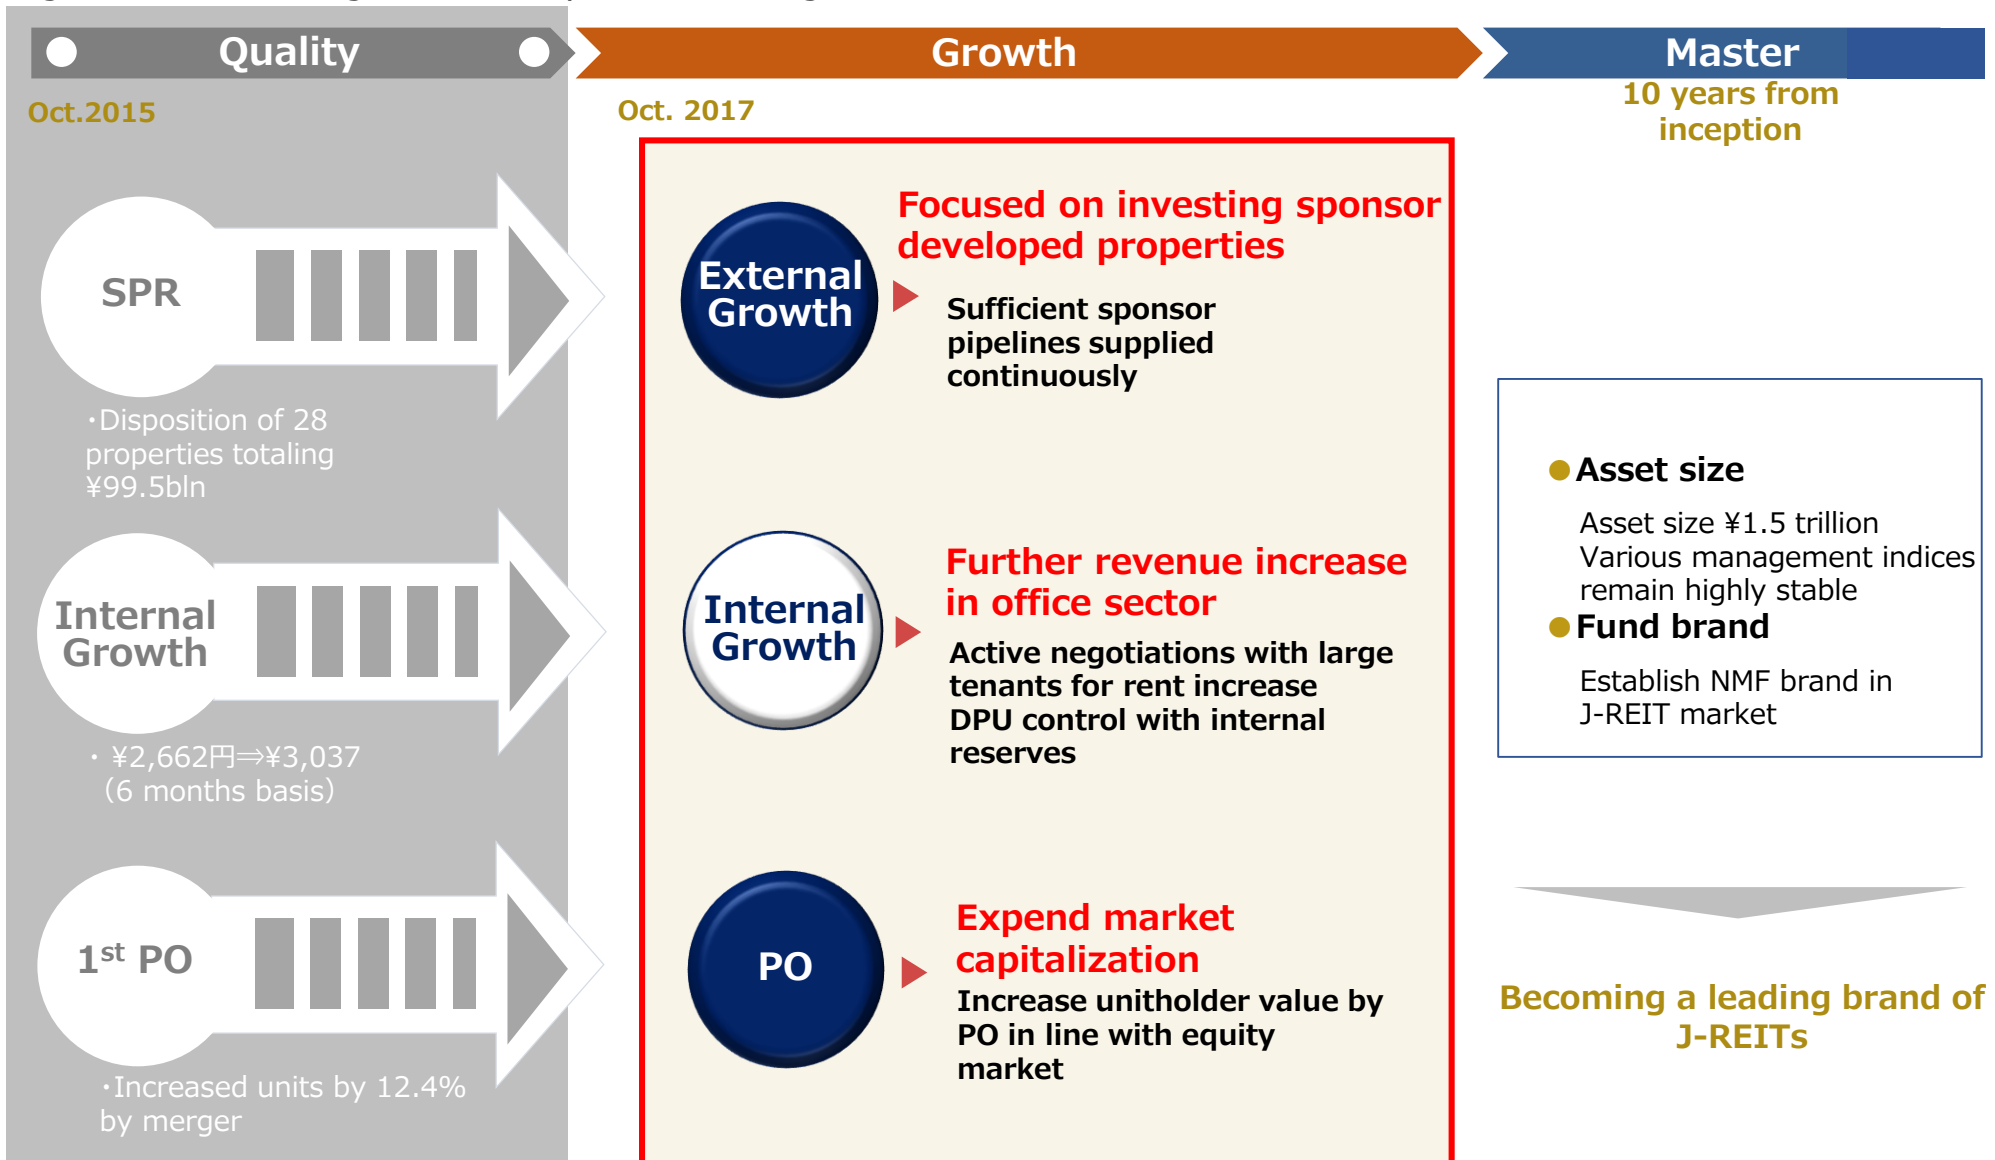 Quality
Growth
Master
Oct.2015
Oct. 2017
10 years from
inception
SPR
・Disposition of 28
properties totaling
¥99.5bln
Internal
Growth
・ ¥2,662円⇒¥3,037
（6 months basis）
1st PO
・Increased units by 12.4%
by merger
External
Growth
Focused on investing sponsor
developed properties
Sufficient sponsor
pipelines supplied
continuously
Internal
Growth
Further revenue increase
in office sector
Active negotiations with large
tenants for rent increase
DPU control with internal
reserves
PO
Expend market
capitalization
Increase unitholder value by
PO in line with equity
market
●Asset size
Asset size ¥1.5 trillion
Various management indices
remain highly stable
●Fund brand
Establish NMF brand in
J-REIT market
Becoming a leading brand of
J-REITs